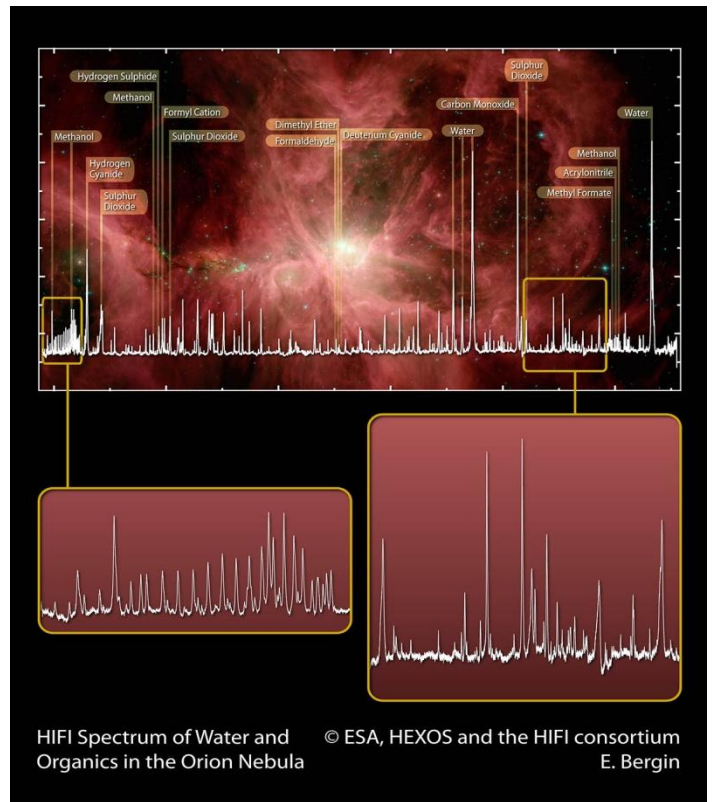 Sulphur
Dioxide
Hydrogen Sulphide
Methanol
Carbon Monoxide
Water
Formyl Cation
Dimethyl Ether
Methanol
Sulphur Dioxide
Formaldehyde
Deuterium Cyanide
Water
Methanol
Hydrogen
Cyanide
Acrylonitrile
Sulphur
Dioxide
Methyl Formate
HIFI Spectrum of Water and
Organics in the Orion Nebula
© ESA, HEXOS and the HIFI consortium
E. Bergin